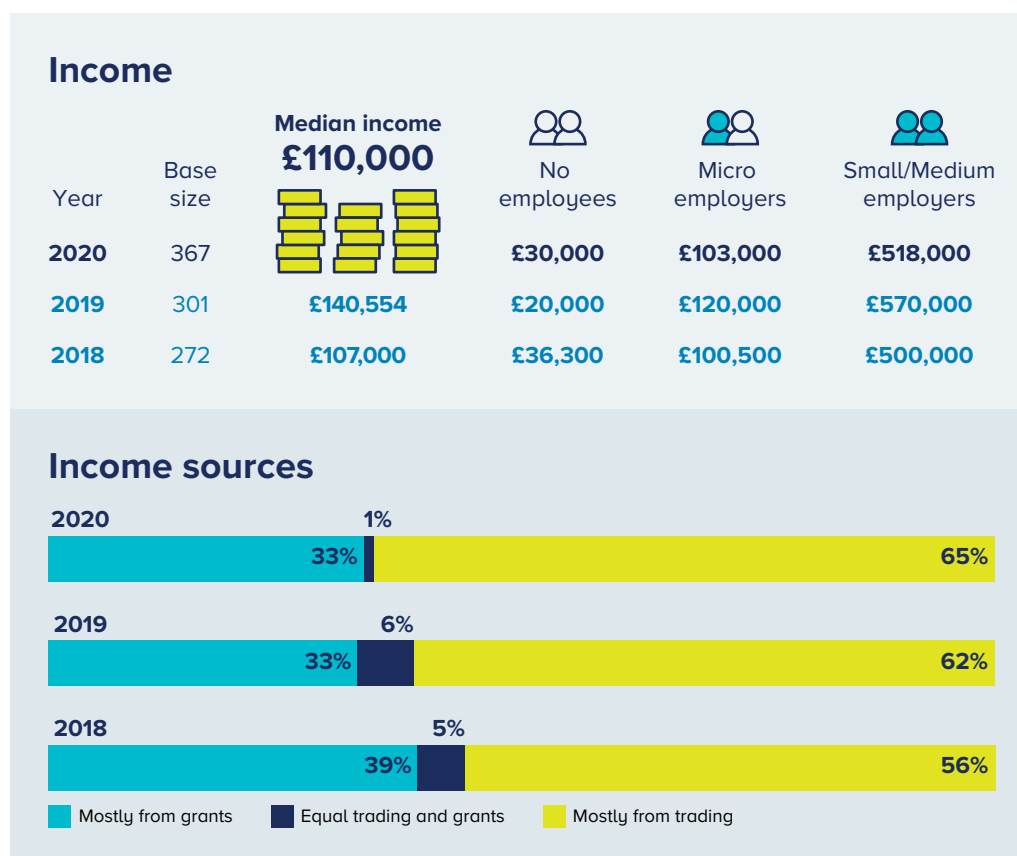 Income
Median income
£110,000
Year
Base
size
No
employees
Micro
employers
Small/Medium
employers
2020 367 £30,000 £103,000 £518,000
2019 301 £140,554 £20,000 £120,000 £570,000
2018 272 £107,000 £36,300 £100,500 £500,000
Income sources
2020 1%
33% 65%
2019 6%
33% 62%
2018 5%
39% 56%
Mostly from grants Equal trading and grants Mostly from trading